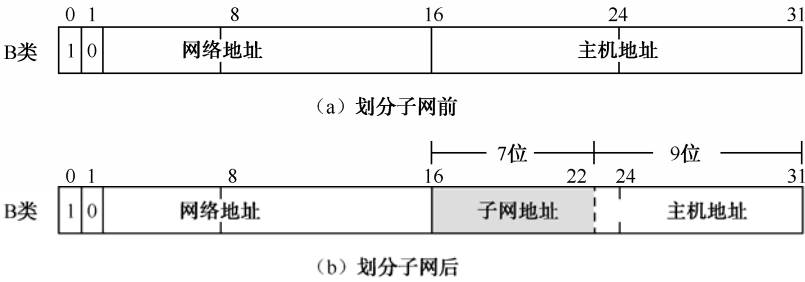 0 1 8 16 24 31
B类 1 0 网络地址 主机地址
（a）划分子网前
7位 9位
0 1 8 16 22 24 31
B类 1 0 网络地址 子网地址 主机地址
（b）划分子网后